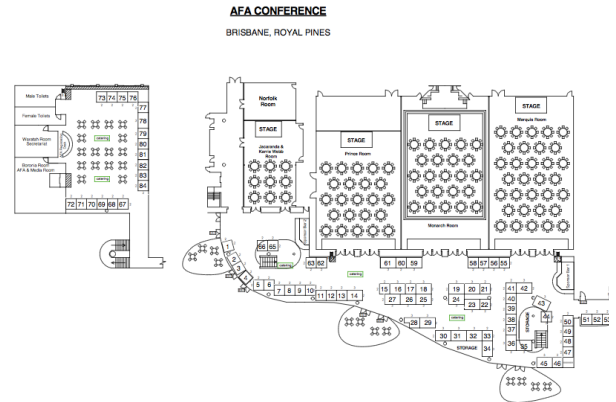 AFA CONFERENCE
BRISBANE, ROYAL PINES
Male Toilets
Female Toilets
Waratah Room
Secretariat
Boronia Room
AFA & Media Room
73 74 75 76
77
78
79
80
81
82
83
84
72 71 70 69 68 67
catering
catering
Norfolk
Room
STAGE
Jacaranda &
Kerrie Webb
Room
STAGE
Prince Room
STAGE
Monarch Room
STAGE
Marquis Room
1
2
3
4
66 65
catering
5 6
7 8 9 10
11 12 13 14
63 62
catering
61 60 59
58 57 56 55
15 16 17 18
27 26 25
19 20 21
24
23 22
catering
28 29
30 31 32 33
34
STORAGE
41 42
40
39
38
37
36
35
43
44
STORAGE
45 46
50
49
48
47
51 52 53